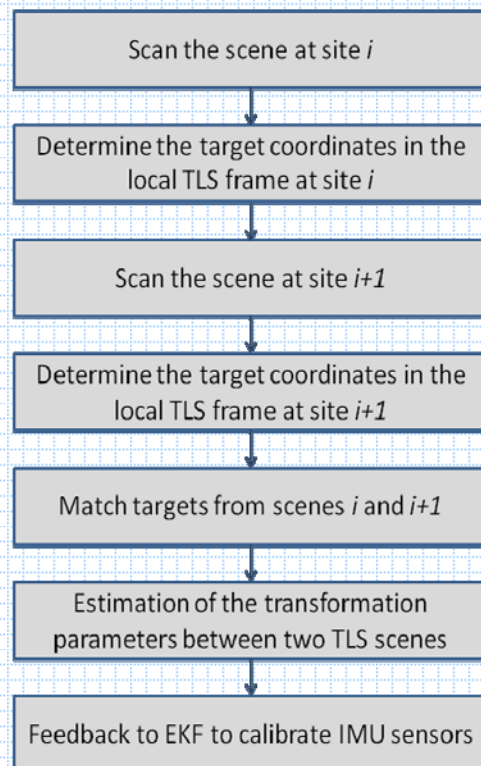 Scan the scene at site i
Determine the target coordinates in the
local TLS frame at site i
Scan the scene at site i+1
Determine the target coordinates in the
local TLS frame at site i+1
Match targets from scenes i and i+1
Estimation of the transformation
parameters between two TLS scenes
Feedback to EKF to calibrate IMU sensors